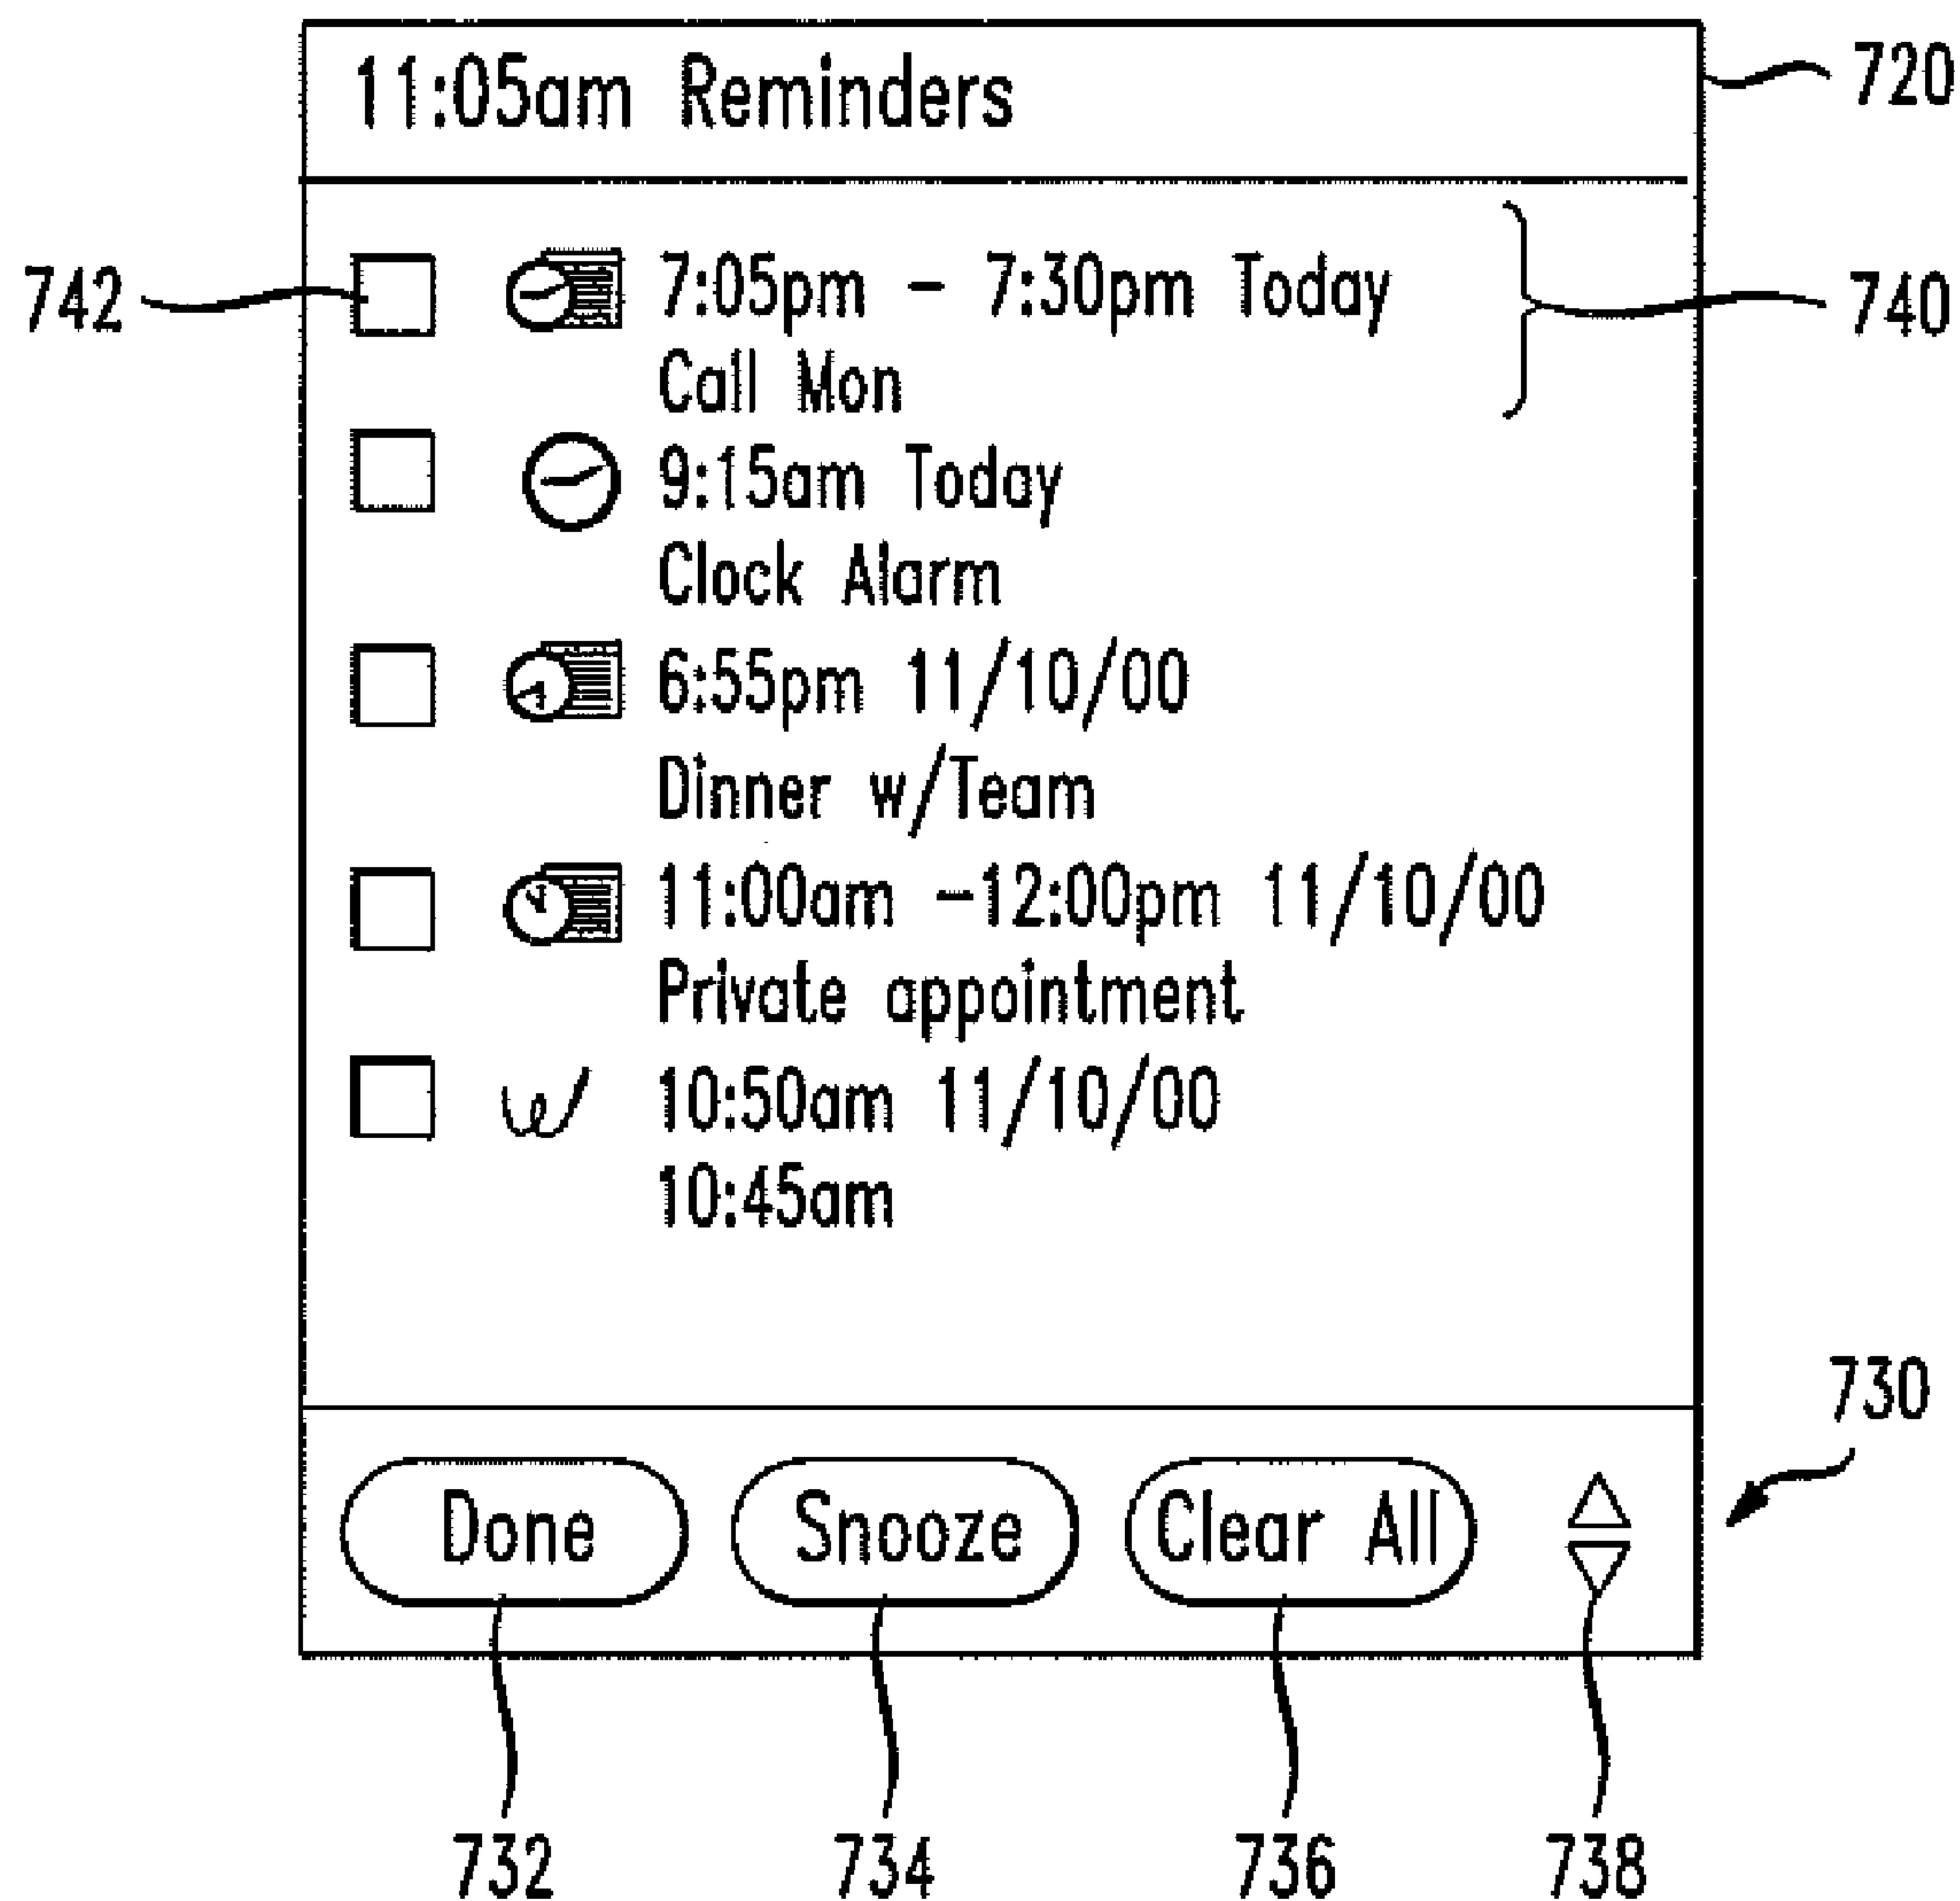 11:05am Reminders
720
742
7:05pm - 7:30pm Today
740
Call Mon
9:15am Today
Clock Alarm
6:55pm 11/10/00
Dinner w/Team
11:00am -12:00pm 11/10/00
Private appointment
10:50am 11/10/00
10:45am
730
Done Snooze Clear All
732 734 736 738